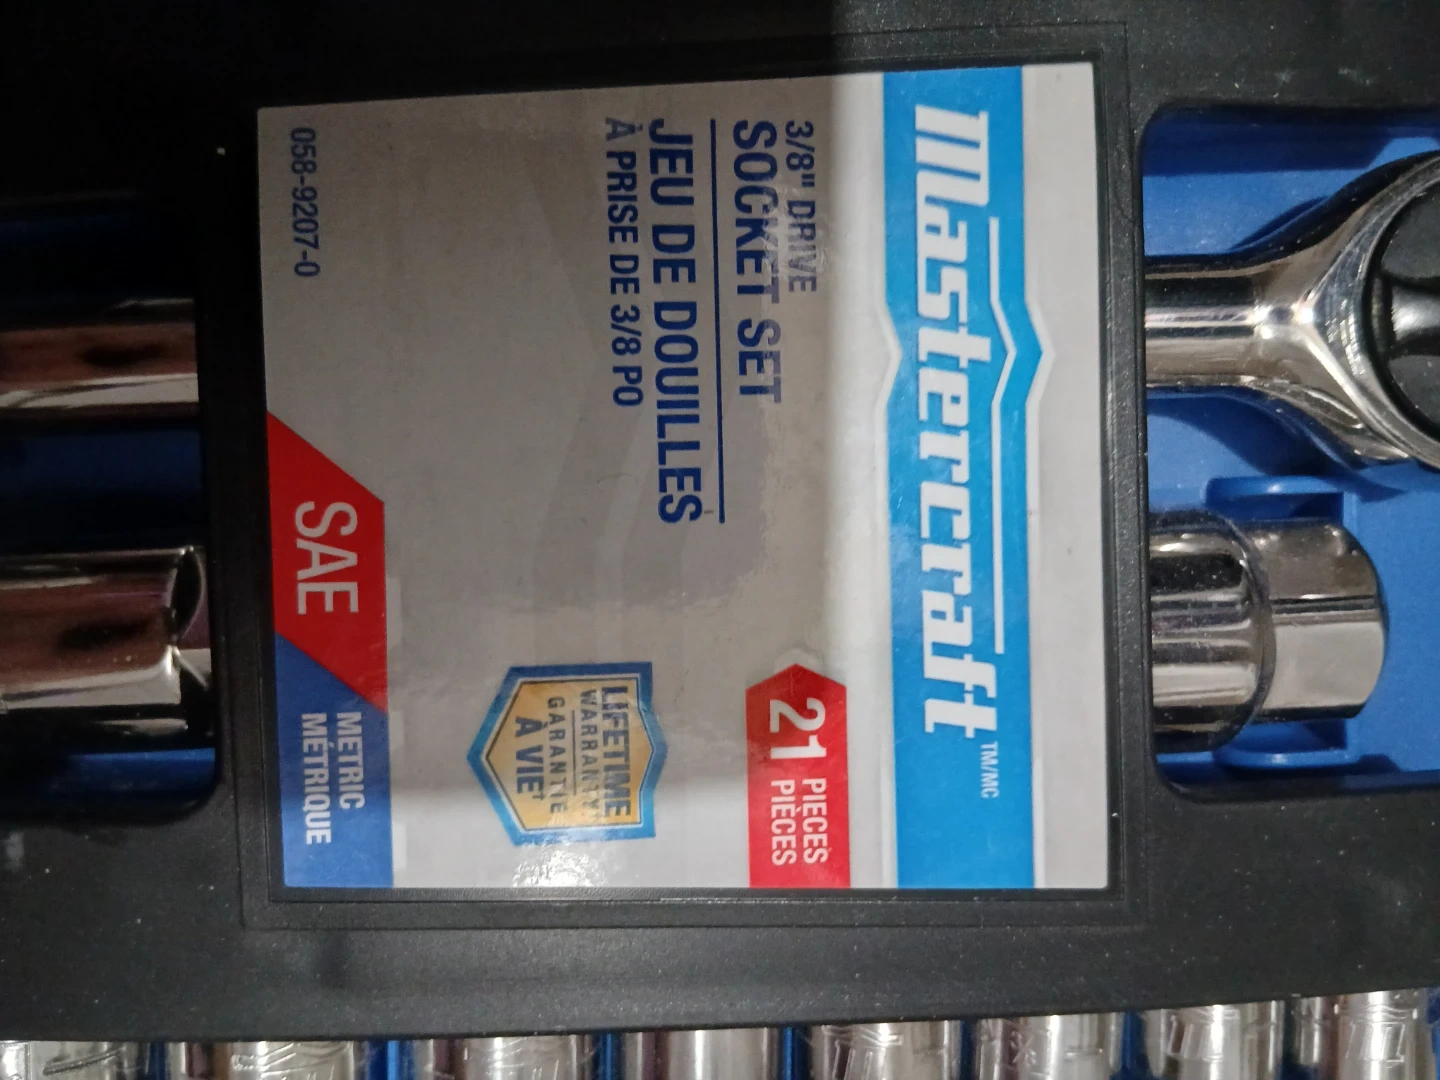 Mastercraft
TM/MC
3/8" DRIVE
SOCKET SET
JEU DE DOUILLES
À PRISE DE 3/8 PO
21 PIECES
PIÈCES
LIFETIME
WARRANTY†
GARANTIE
À VIE†
SAE
METRIC
MÉTRIQUE
058-9207-0